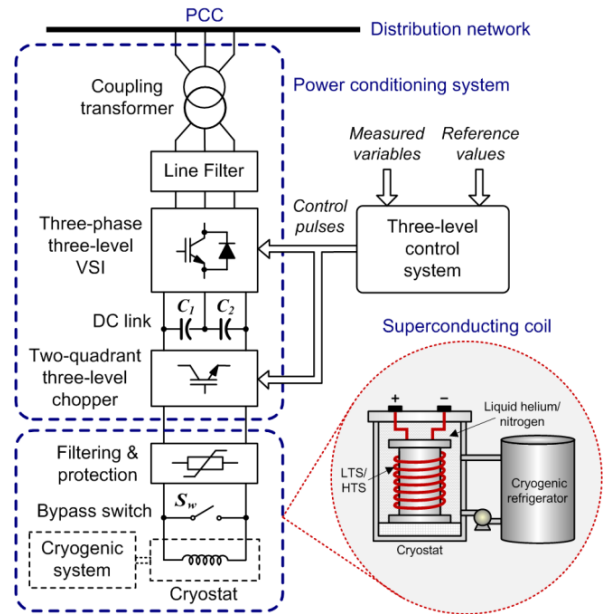 PCC
Distribution network
Coupling
transformer
Power conditioning system
Line Filter
Measured
variables
Reference
values
Three-phase
three-level
VSI
Control
pulses
Three-level
control
system
DC link
C1
C2
Two-quadrant
three-level
chopper
Superconducting coil
+
−
Liquid helium/
nitrogen
LTS/
HTS
Cryogenic
refrigerator
Cryostat
Filtering &
protection
Bypass switch
Sw
Cryogenic
system
Cryostat